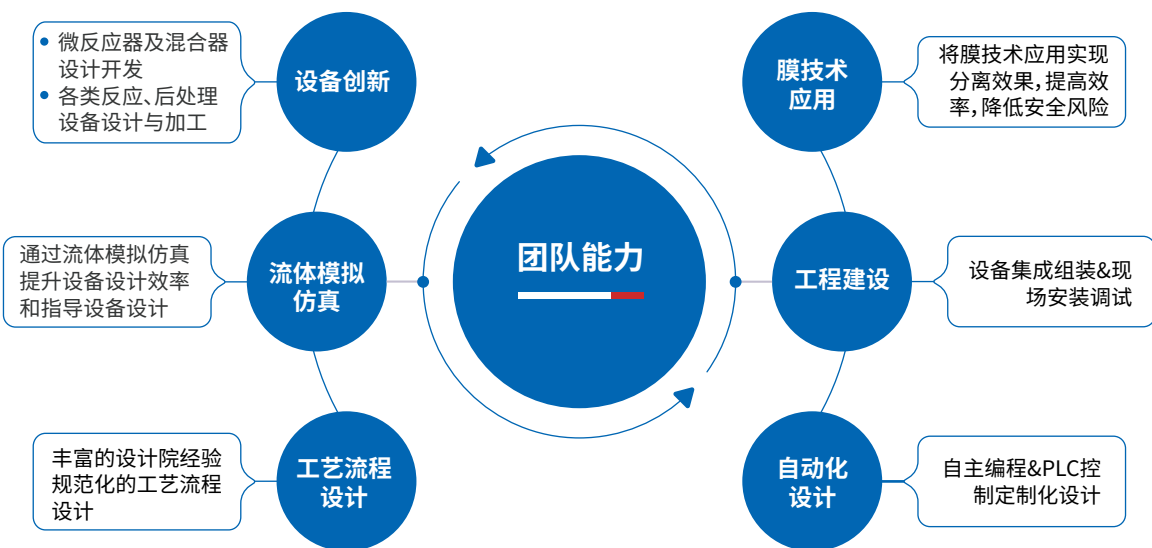 微反应器及混合器
设计开发
各类反应、后处理
设备设计与加工
设备创新
通过流体模拟仿真
提升设备设计效率
和指导设备设计
流体模拟
仿真
丰富的设计院经验
规范化的工艺流程
设计
工艺流程
设计
团队能力
膜技术
应用
将膜技术应用实现
分离效果,提高效
率,降低安全风险
工程建设
设备集成组装&现
场安装调试
自动化
设计
自主编程&PLC控
制定制化设计